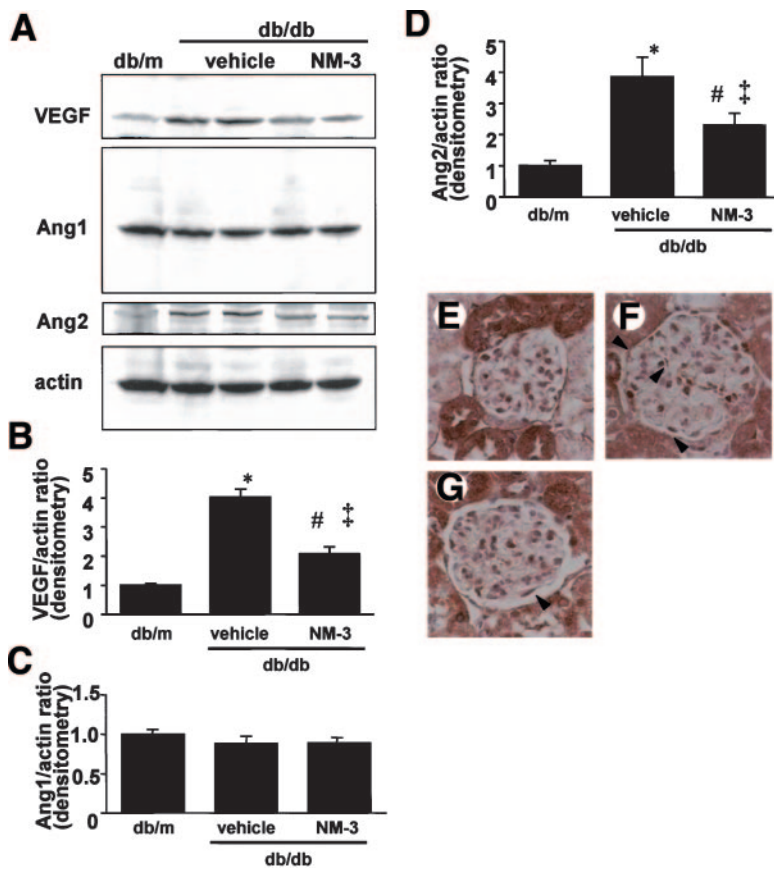 A
db/db
db/m vehicle NM-3
VEGF
Ang1
Ang2
actin
B
VEGF/actin ratio
(densitometry)
5
4
3
2
1
0
*
# ‡
db/m vehicle NM-3
db/db
C
Ang1/actin ratio
(densitometry)
1.5
1.0
0.5
0
db/m vehicle NM-3
db/db
D
Ang2/actin ratio
(densitometry)
5
4
3
2
1
0
*
# ‡
db/m vehicle NM-3
db/db
E
F
G